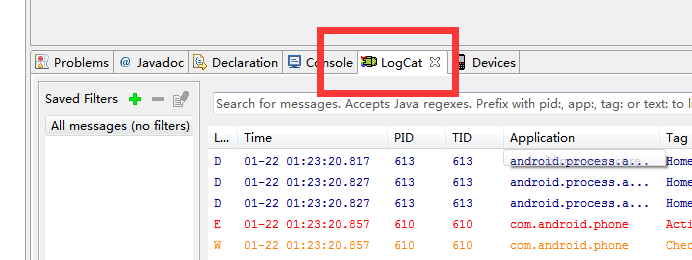 Problems @ Javadoc Declaration Console LogCat Devices
Saved Filters
All messages (no filters)
Search for messages. Accepts Java regexes. Prefix with pid:, app:, tag: or text: to li
L... Time PID TID Application Tag
D 01-22 01:23:20.817 613 613 android.process.a... Home
D 01-22 01:23:20.827 613 613 android.process.a... Home
D 01-22 01:23:20.827 613 613 android.process.a... Home
E 01-22 01:23:20.857 610 610 com.android.phone Acti
W 01-22 01:23:20.857 610 610 com.android.phone Chec